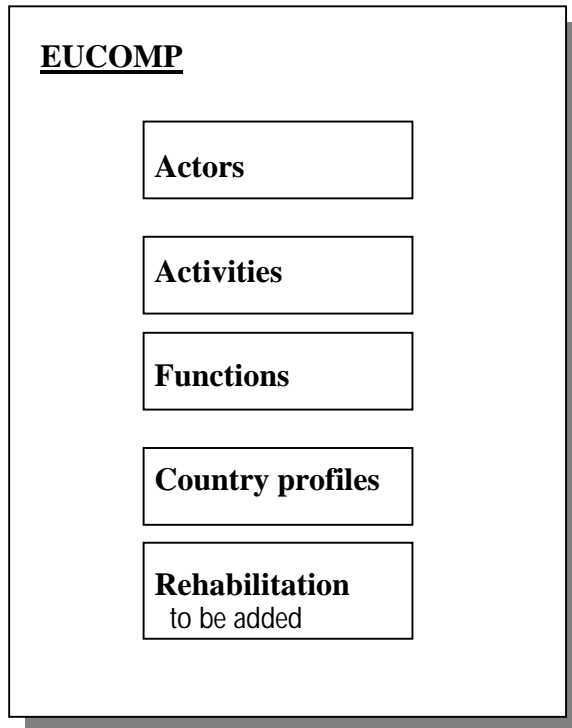 EUCOMP
Actors
Activities
Functions
Country profiles
Rehabilitation
to be added